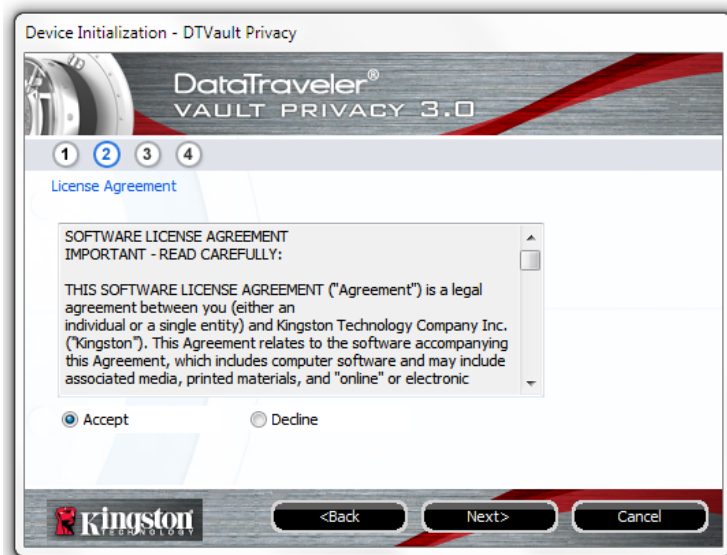 Device Initialization - DTVault Privacy
DataTraveler®
VAULT PRIVACY 3.0
1 2 3 4
License Agreement
SOFTWARE LICENSE AGREEMENT
IMPORTANT - READ CAREFULLY:
THIS SOFTWARE LICENSE AGREEMENT ("Agreement") is a legal
agreement between you (either an
individual or a single entity) and Kingston Technology Company Inc.
("Kingston"). This Agreement relates to the software accompanying
this Agreement, which includes computer software and may include
associated media, printed materials, and "online" or electronic
Accept Decline
Kingston
TECHNOLOGY
<Back Next> Cancel